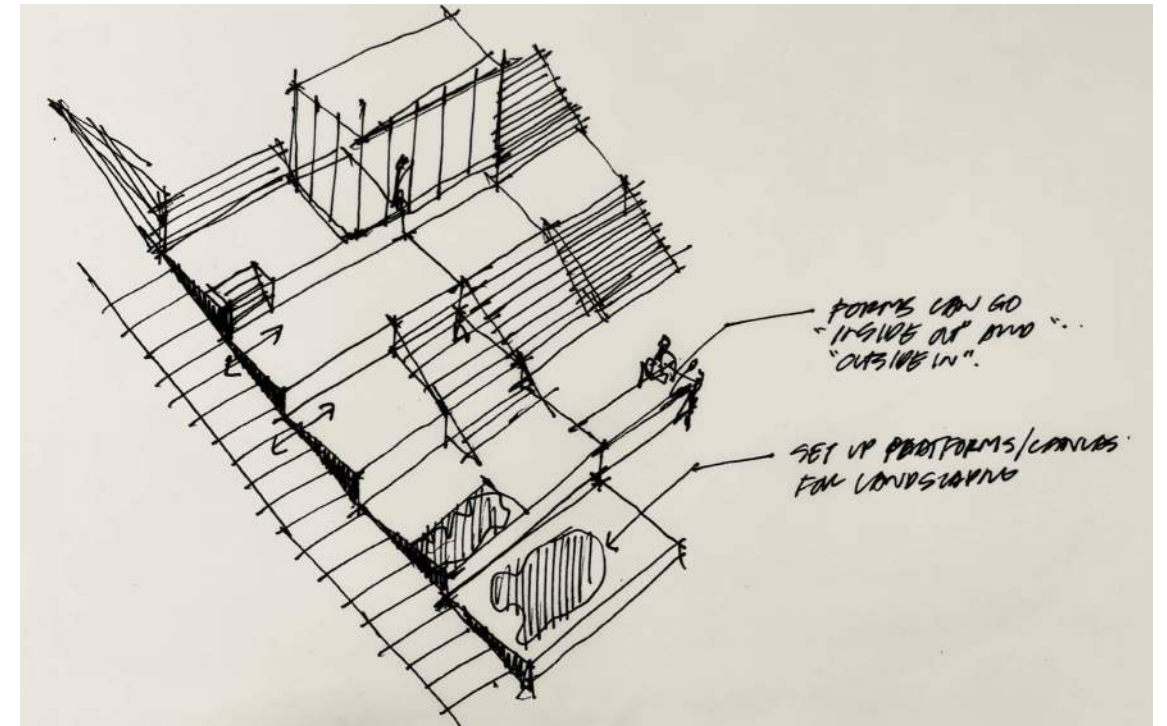 FORMS CAN GO
"INSIDE OUT" AND
"OUTSIDE IN".
SET UP PLATFORMS/CANVAS
FOR LANDSCAPING